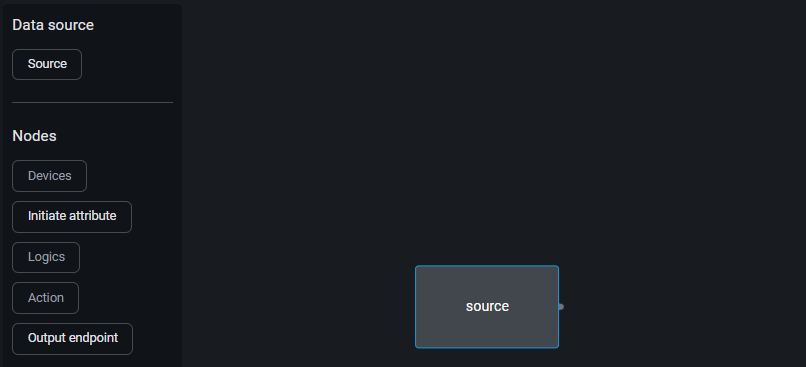 Data source
Source
Nodes
Devices
Initiate attribute
Logics
Action
Output endpoint
source